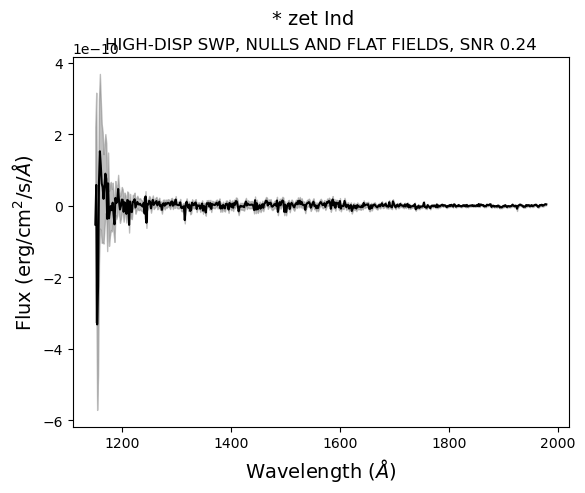 * zet Ind
HIGH-DISP SWP, NULLS AND FLAT FIELDS, SNR 0.24
1e−10
4
2
0
−2
−4
−6
Flux (erg/cm²/s/Å)
1200 1400 1600 1800 2000
Wavelength (Å)